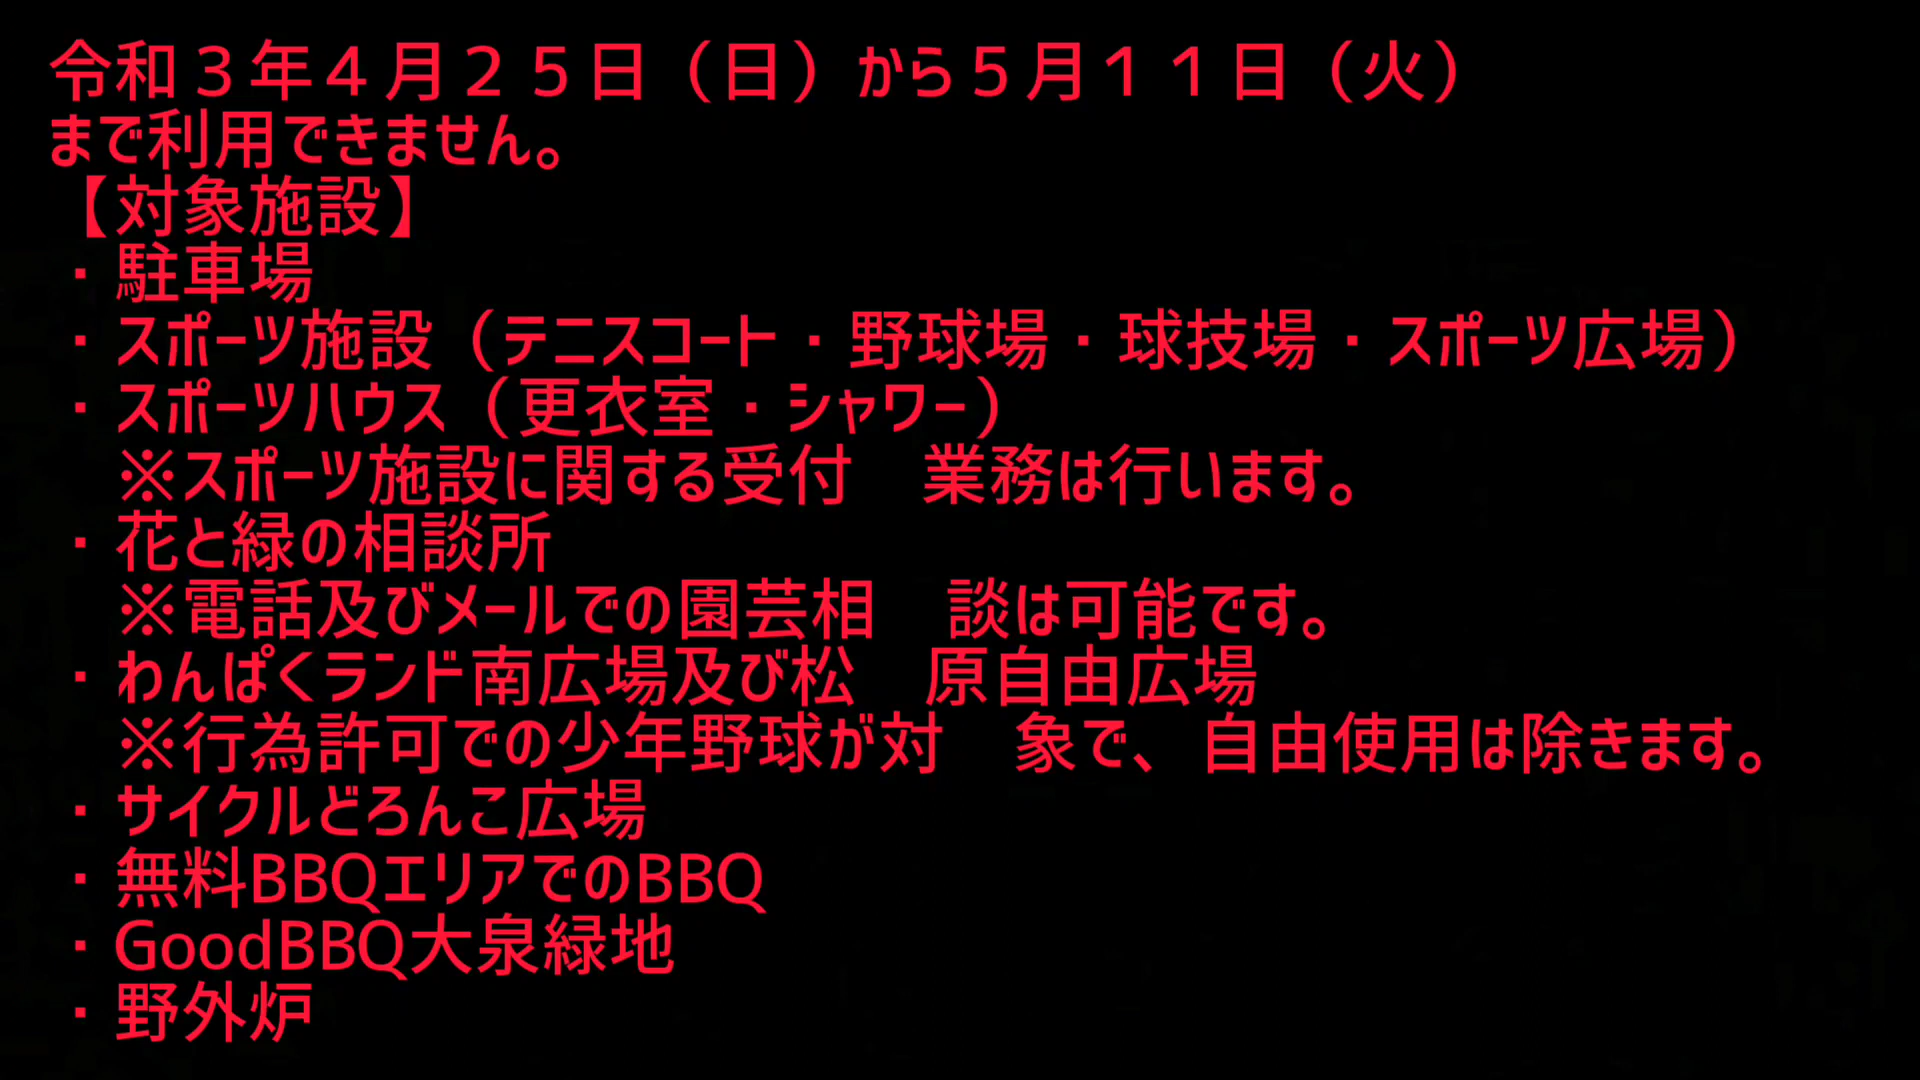 令和３年４月２５日（日）から５月１１日（火）
まで利用できません。
【対象施設】
・駐車場
・スポーツ施設（テニスコート・野球場・球技場・スポーツ広場）
・スポーツハウス（更衣室・シャワー）
※スポーツ施設に関する受付　業務は行います。
・花と緑の相談所
※電話及びメールでの園芸相　談は可能です。
・わんぱくランド南広場及び松　原自由広場
※行為許可での少年野球が対　象で、自由使用は除きます。
・サイクルどろんこ広場
・無料BBQエリアでのBBQ
・GoodBBQ大泉緑地
・野外炉